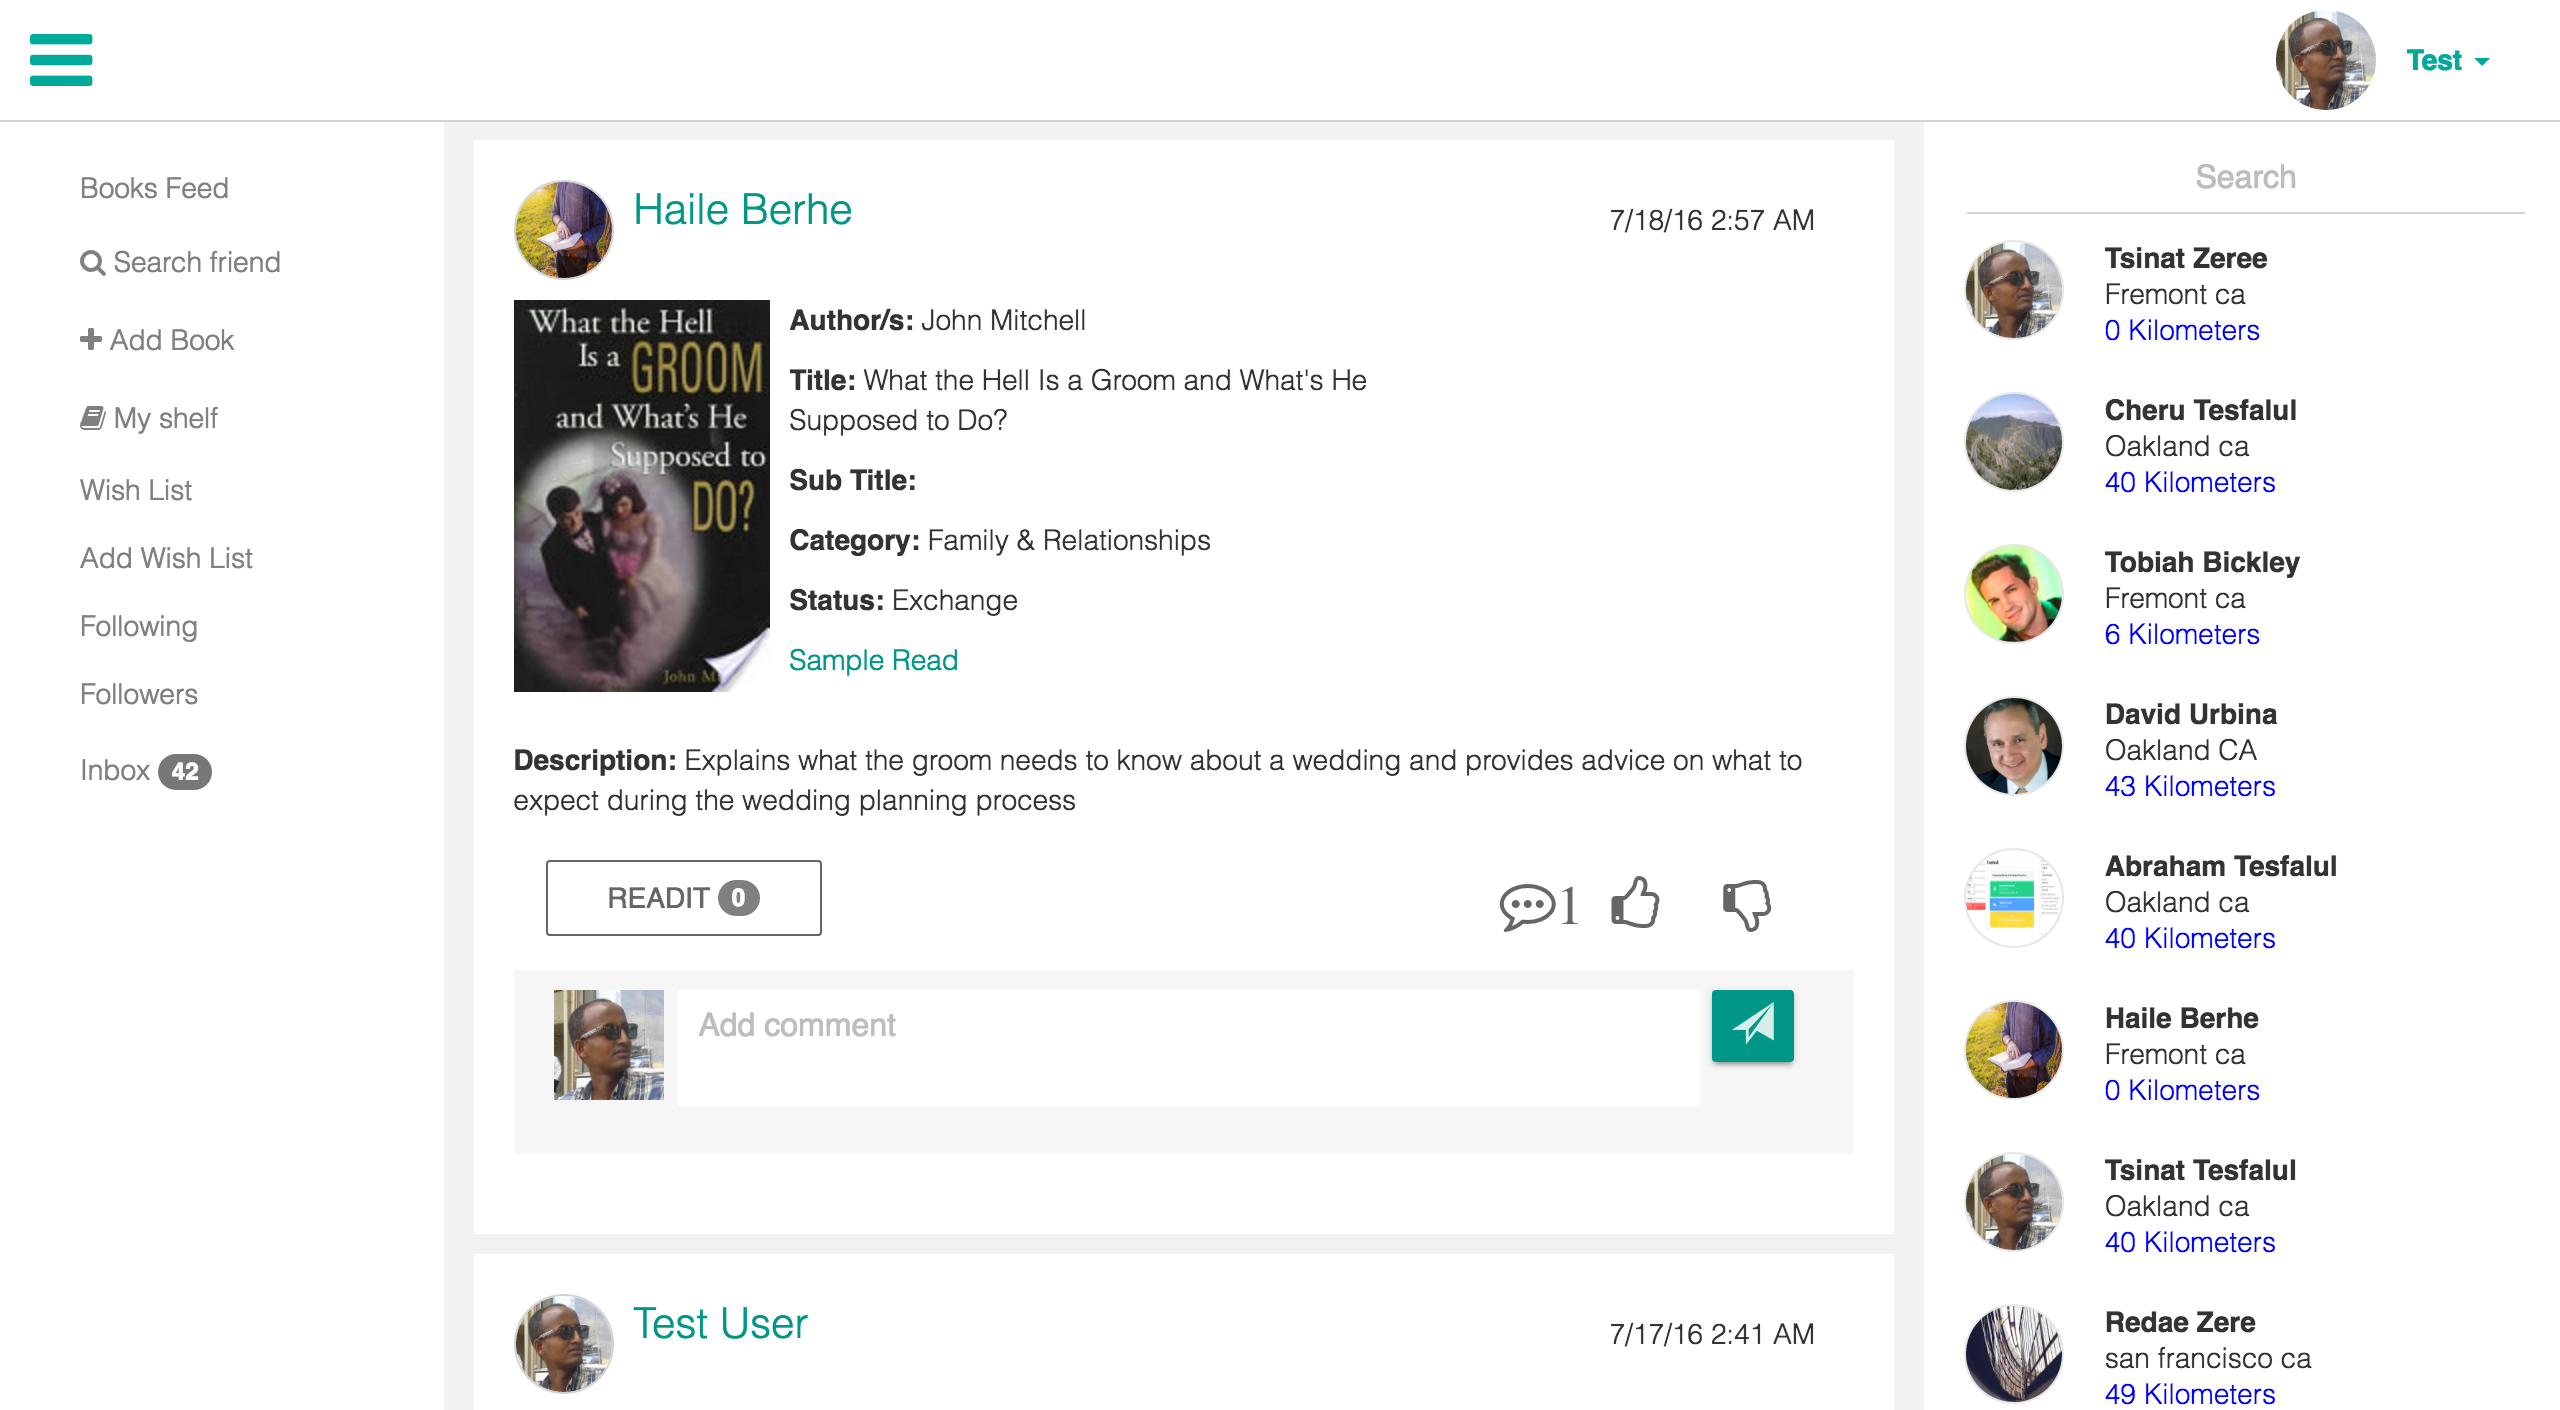 Test
Books Feed
Search friend
Add Book
My shelf
Wish List
Add Wish List
Following
Followers
Inbox 42
Haile Berhe
7/18/16 2:57 AM
What the Hell
Is a GROOM
and What's He
Supposed to
DO?
John
Author/s: John Mitchell
Title: What the Hell Is a Groom and What's He
Supposed to Do?
Sub Title:
Category: Family & Relationships
Status: Exchange
Sample Read
Description: Explains what the groom needs to know about a wedding and provides advice on what to
expect during the wedding planning process
READIT 0
1
Add comment
Test User
7/17/16 2:41 AM
Search
Tsinat Zeree
Fremont ca
0 Kilometers
Cheru Tesfalul
Oakland ca
40 Kilometers
Tobiah Bickley
Fremont ca
6 Kilometers
David Urbina
Oakland CA
43 Kilometers
Abraham Tesfalul
Oakland ca
40 Kilometers
Haile Berhe
Fremont ca
0 Kilometers
Tsinat Tesfalul
Oakland ca
40 Kilometers
Redae Zere
san francisco ca
49 Kilometers